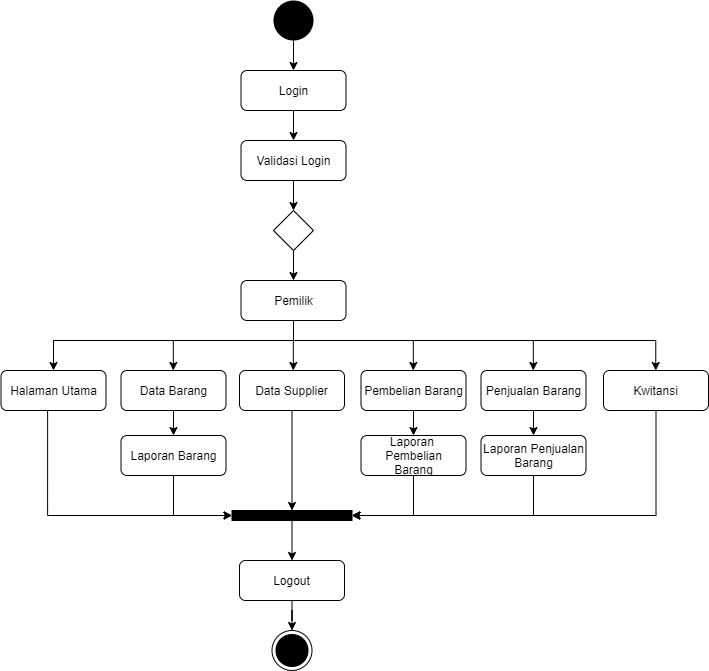 Login
Validasi Login
Pemilik
Halaman Utama
Data Barang
Data Supplier
Pembelian Barang
Penjualan Barang
Kwitansi
Laporan Barang
Laporan
Pembelian
Barang
Laporan Penjualan
Barang
Logout